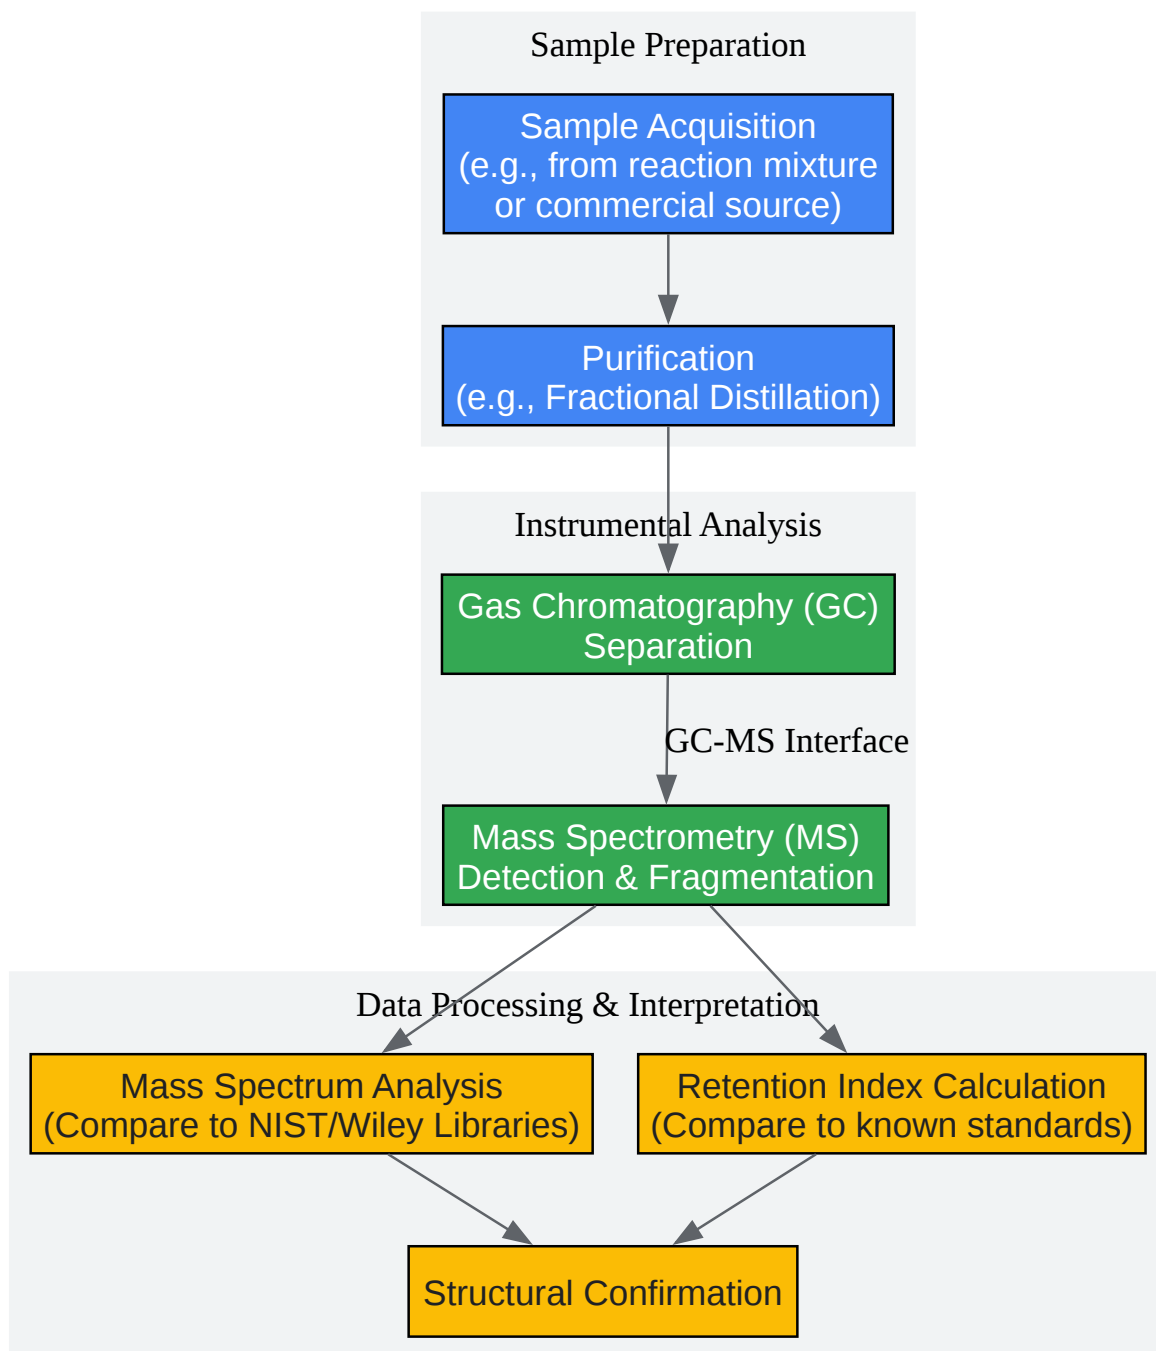 Sample Preparation
Sample Acquisition
(e.g., from reaction mixture
or commercial source)
Purification
(e.g., Fractional Distillation)
Instrumental Analysis
Gas Chromatography (GC)
Separation
GC-MS Interface
Mass Spectrometry (MS)
Detection & Fragmentation
Data Processing & Interpretation
Mass Spectrum Analysis
(Compare to NIST/Wiley Libraries)
Retention Index Calculation
(Compare to known standards)
Structural Confirmation